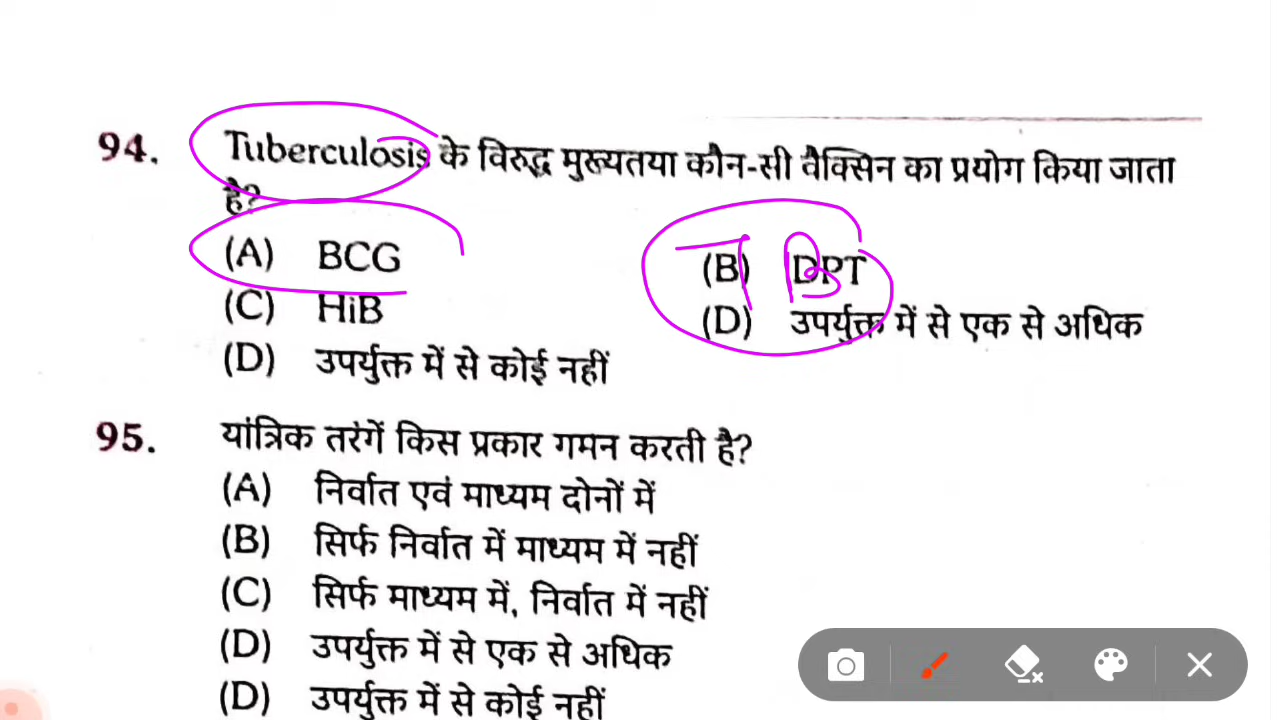 94. Tuberculosis के विरुद्ध मुख्यतया कौन-सी वैक्सिन का प्रयोग किया जाता
है?
(A) BCG (B) DPT
(C) HiB (D) उपर्युक्त में से एक से अधिक
(D) उपर्युक्त में से कोई नहीं
95. यांत्रिक तरंगें किस प्रकार गमन करती है?
(A) निर्वात एवं माध्यम दोनों में
(B) सिर्फ निर्वात में माध्यम में नहीं
(C) सिर्फ माध्यम में, निर्वात में नहीं
(D) उपर्युक्त में से एक से अधिक
(D) उपर्युक्त में से कोई नहीं